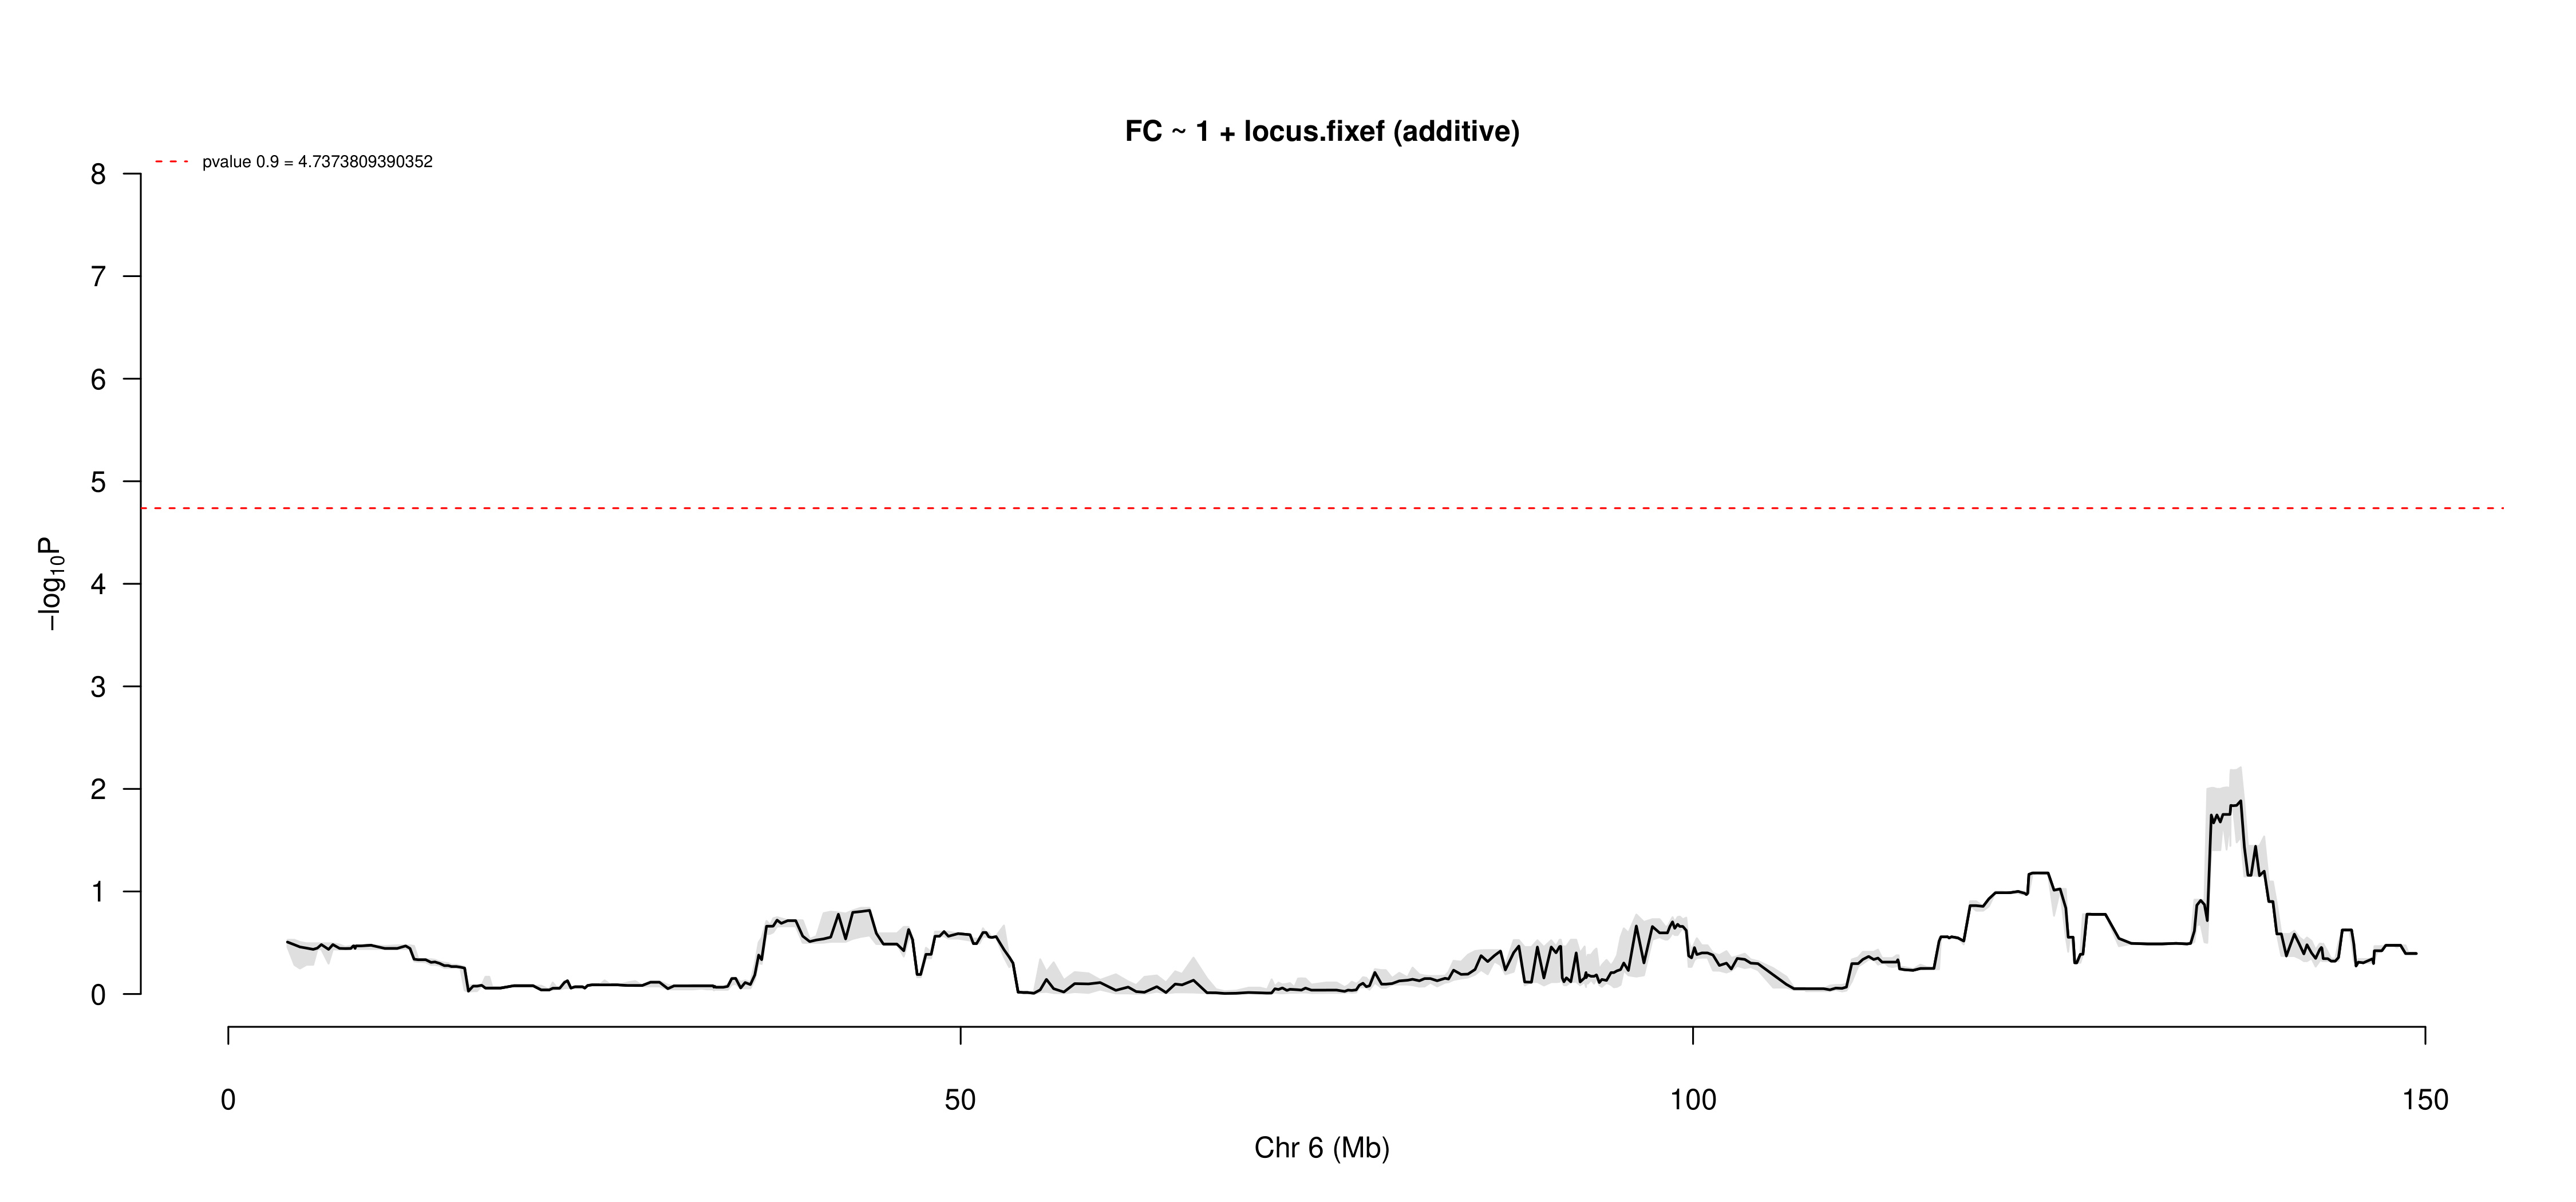 FC ~ 1 + locus.fixef (additive)
pvalue 0.9 = 4.7373809390352
8
7
6
5
4
3
2
1
0
−log10P
0 50 100 150
Chr 6 (Mb)